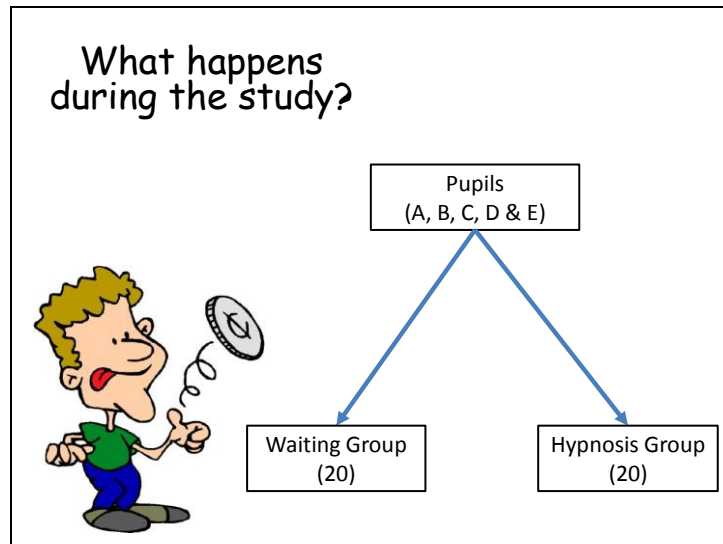 What happens
during the study?
Pupils
(A, B, C, D & E)
Waiting Group
(20)
Hypnosis Group
(20)